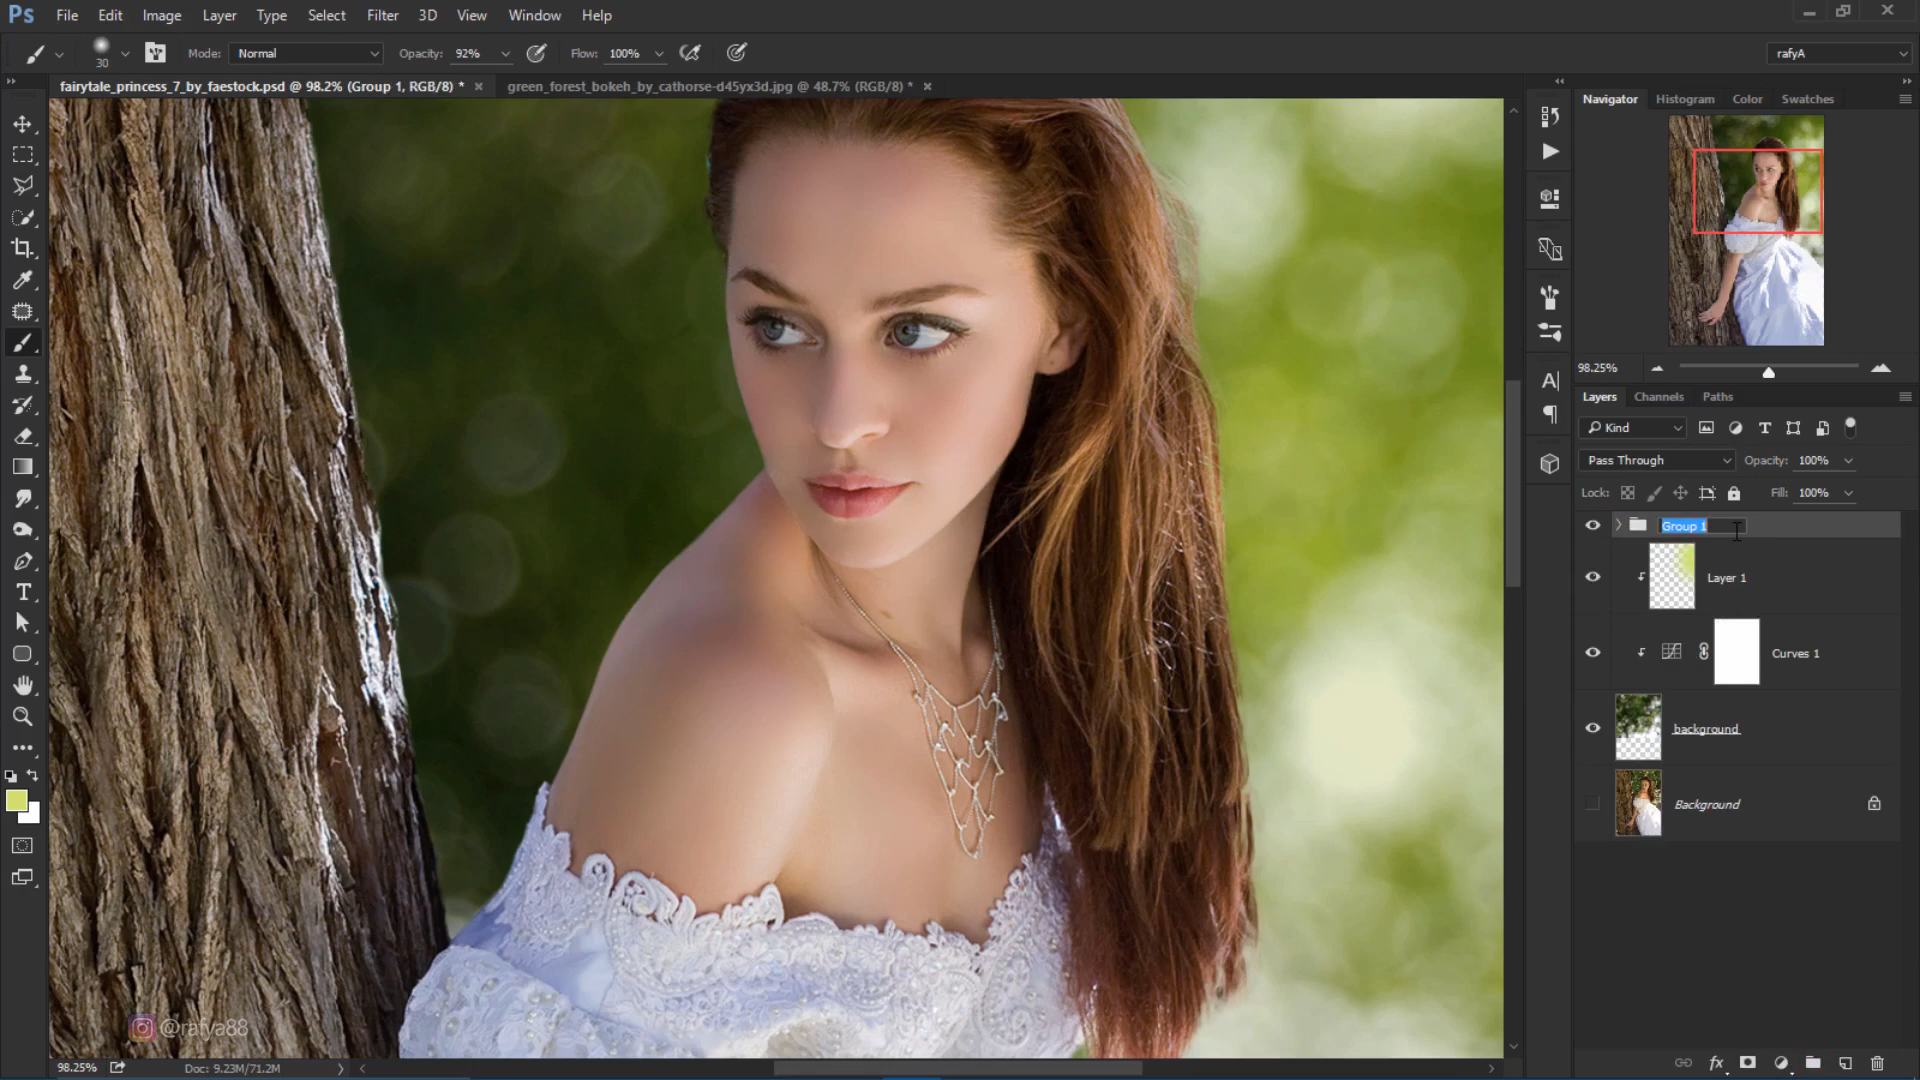 Ps File Edit Image Layer Type Select Filter 3D View Window Help
30 Mode: Normal Opacity: 92% Flow: 100% rafyA
fairytale_princess_7_by_faestock.psd @ 98.2% (Group 1, RGB/8) * × green_forest_bokeh_by_cathorse-d45yx3d.jpg @ 48.7% (RGB/8) * ×
Navigator Histogram Color Swatches
98.25%
Layers Channels Paths
Kind
Pass Through Opacity: 100%
Lock: Fill: 100%
Group 1
Layer 1
Curves 1
background
Background
@rafya88
98.25% Doc: 9.23M/71.2M